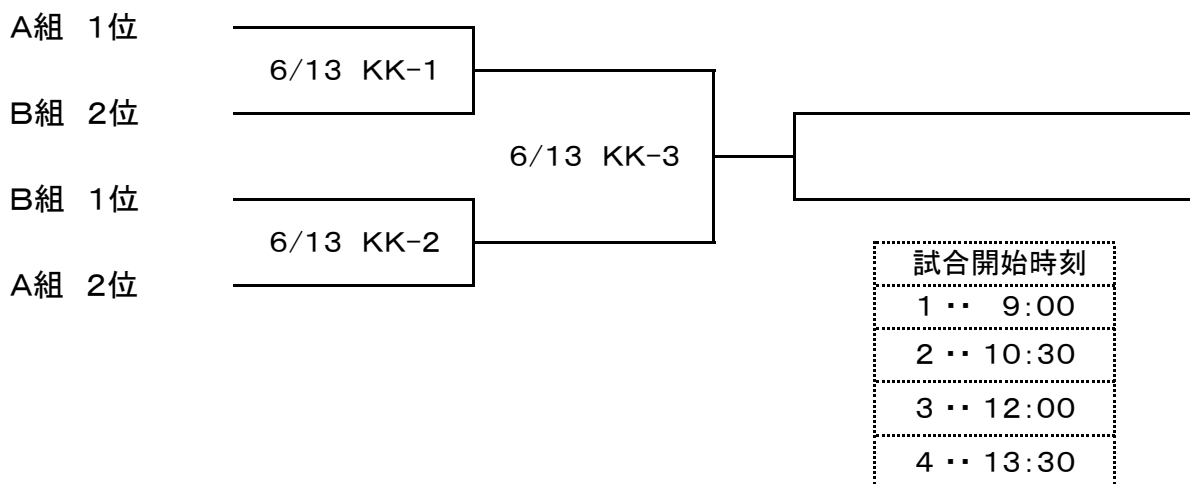 A組　1位
6/13　KK-1
B組　2位
6/13　KK-3
B組　1位
6/13　KK-2
A組　2位
試合開始時刻
1 ‥　9:00
2 ‥ 10:30
3 ‥ 12:00
4 ‥ 13:30